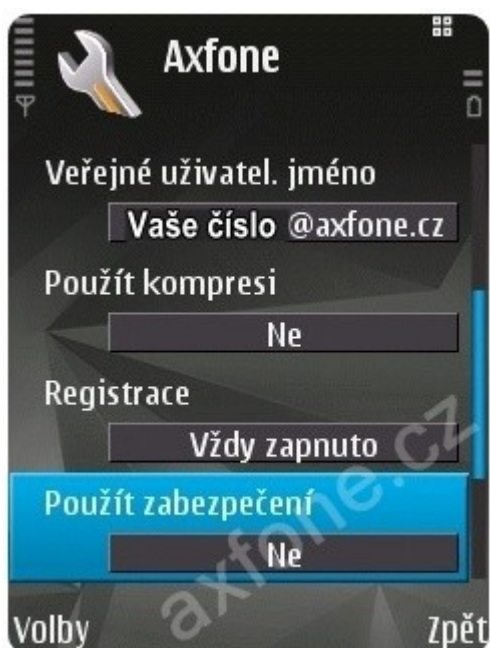 Axfone
Veřejné uživatel. jméno
Vaše číslo @axfone.cz
Použít kompresi
Ne
Registrace
Vždy zapnuto
Použít zabezpečení
Ne
axfone.cz
Volby
Zpět